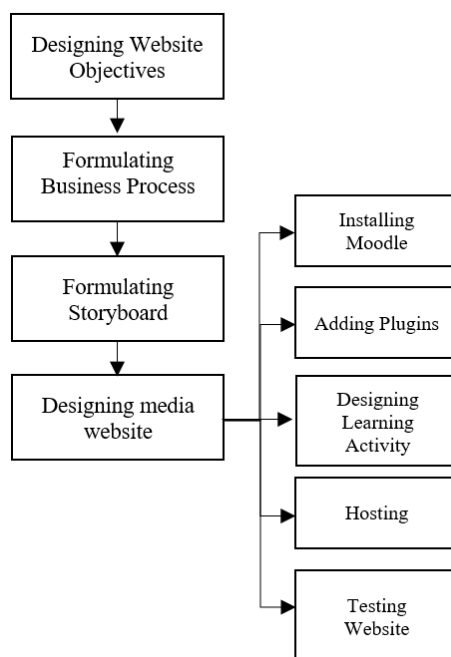 Designing Website
Objectives
Formulating
Business Process
Formulating
Storyboard
Designing media
website
Installing
Moodle
Adding Plugins
Designing
Learning
Activity
Hosting
Testing
Website